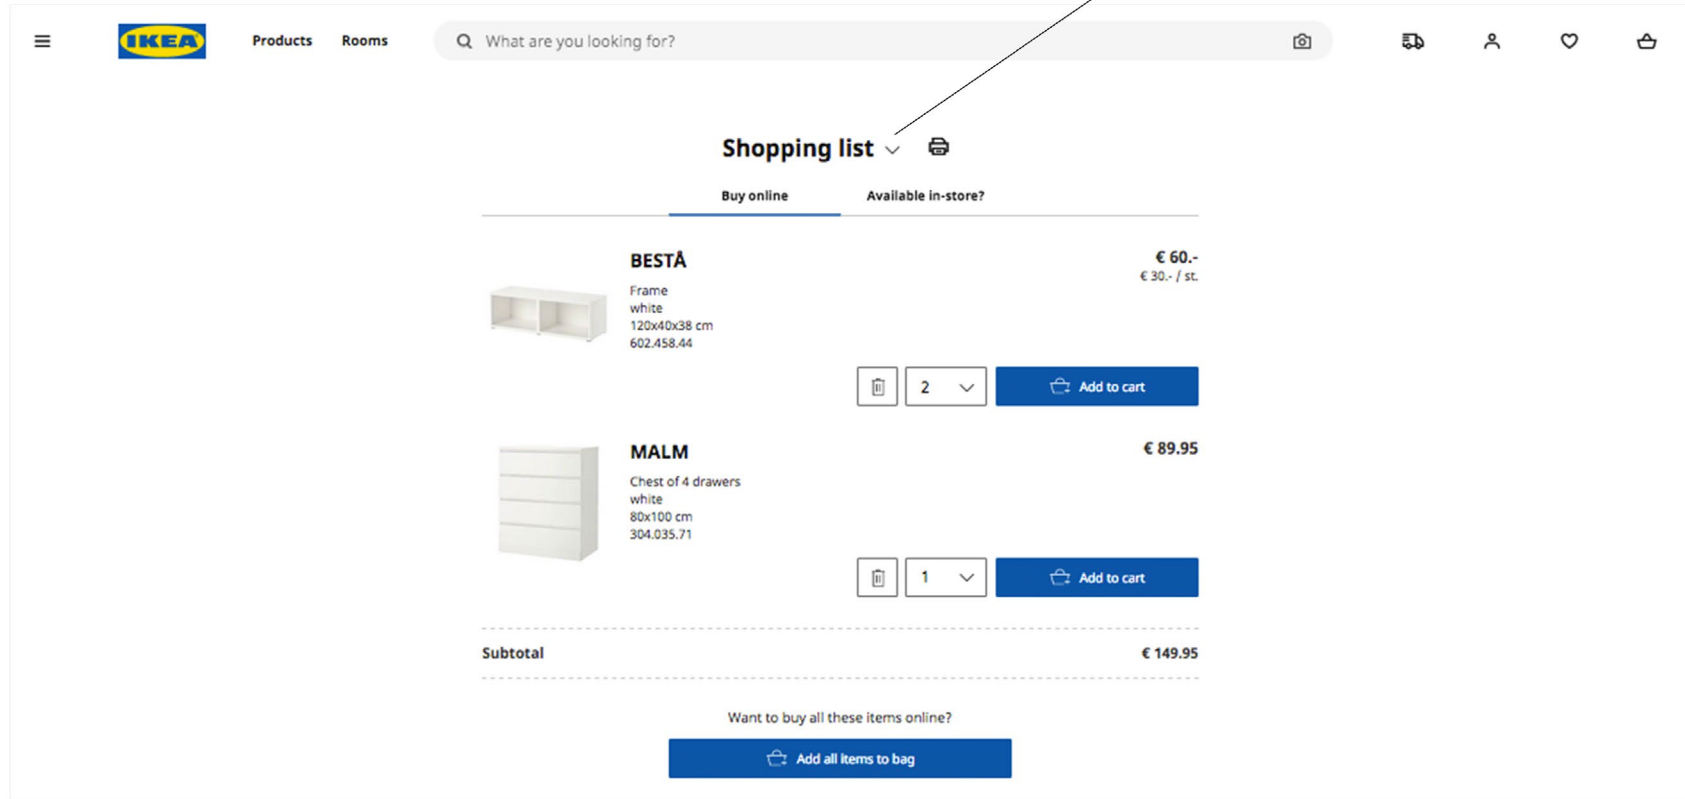 IKEA
Products
Rooms
What are you looking for?
Shopping list
Buy online
Available in-store?
BESTÅ
€ 60.-
€ 30.- / st.
Frame
white
120x40x38 cm
602.458.44
2
Add to cart
MALM
€ 89.95
Chest of 4 drawers
white
80x100 cm
304.035.71
1
Add to cart
Subtotal
€ 149.95
Want to buy all these items online?
Add all items to bag